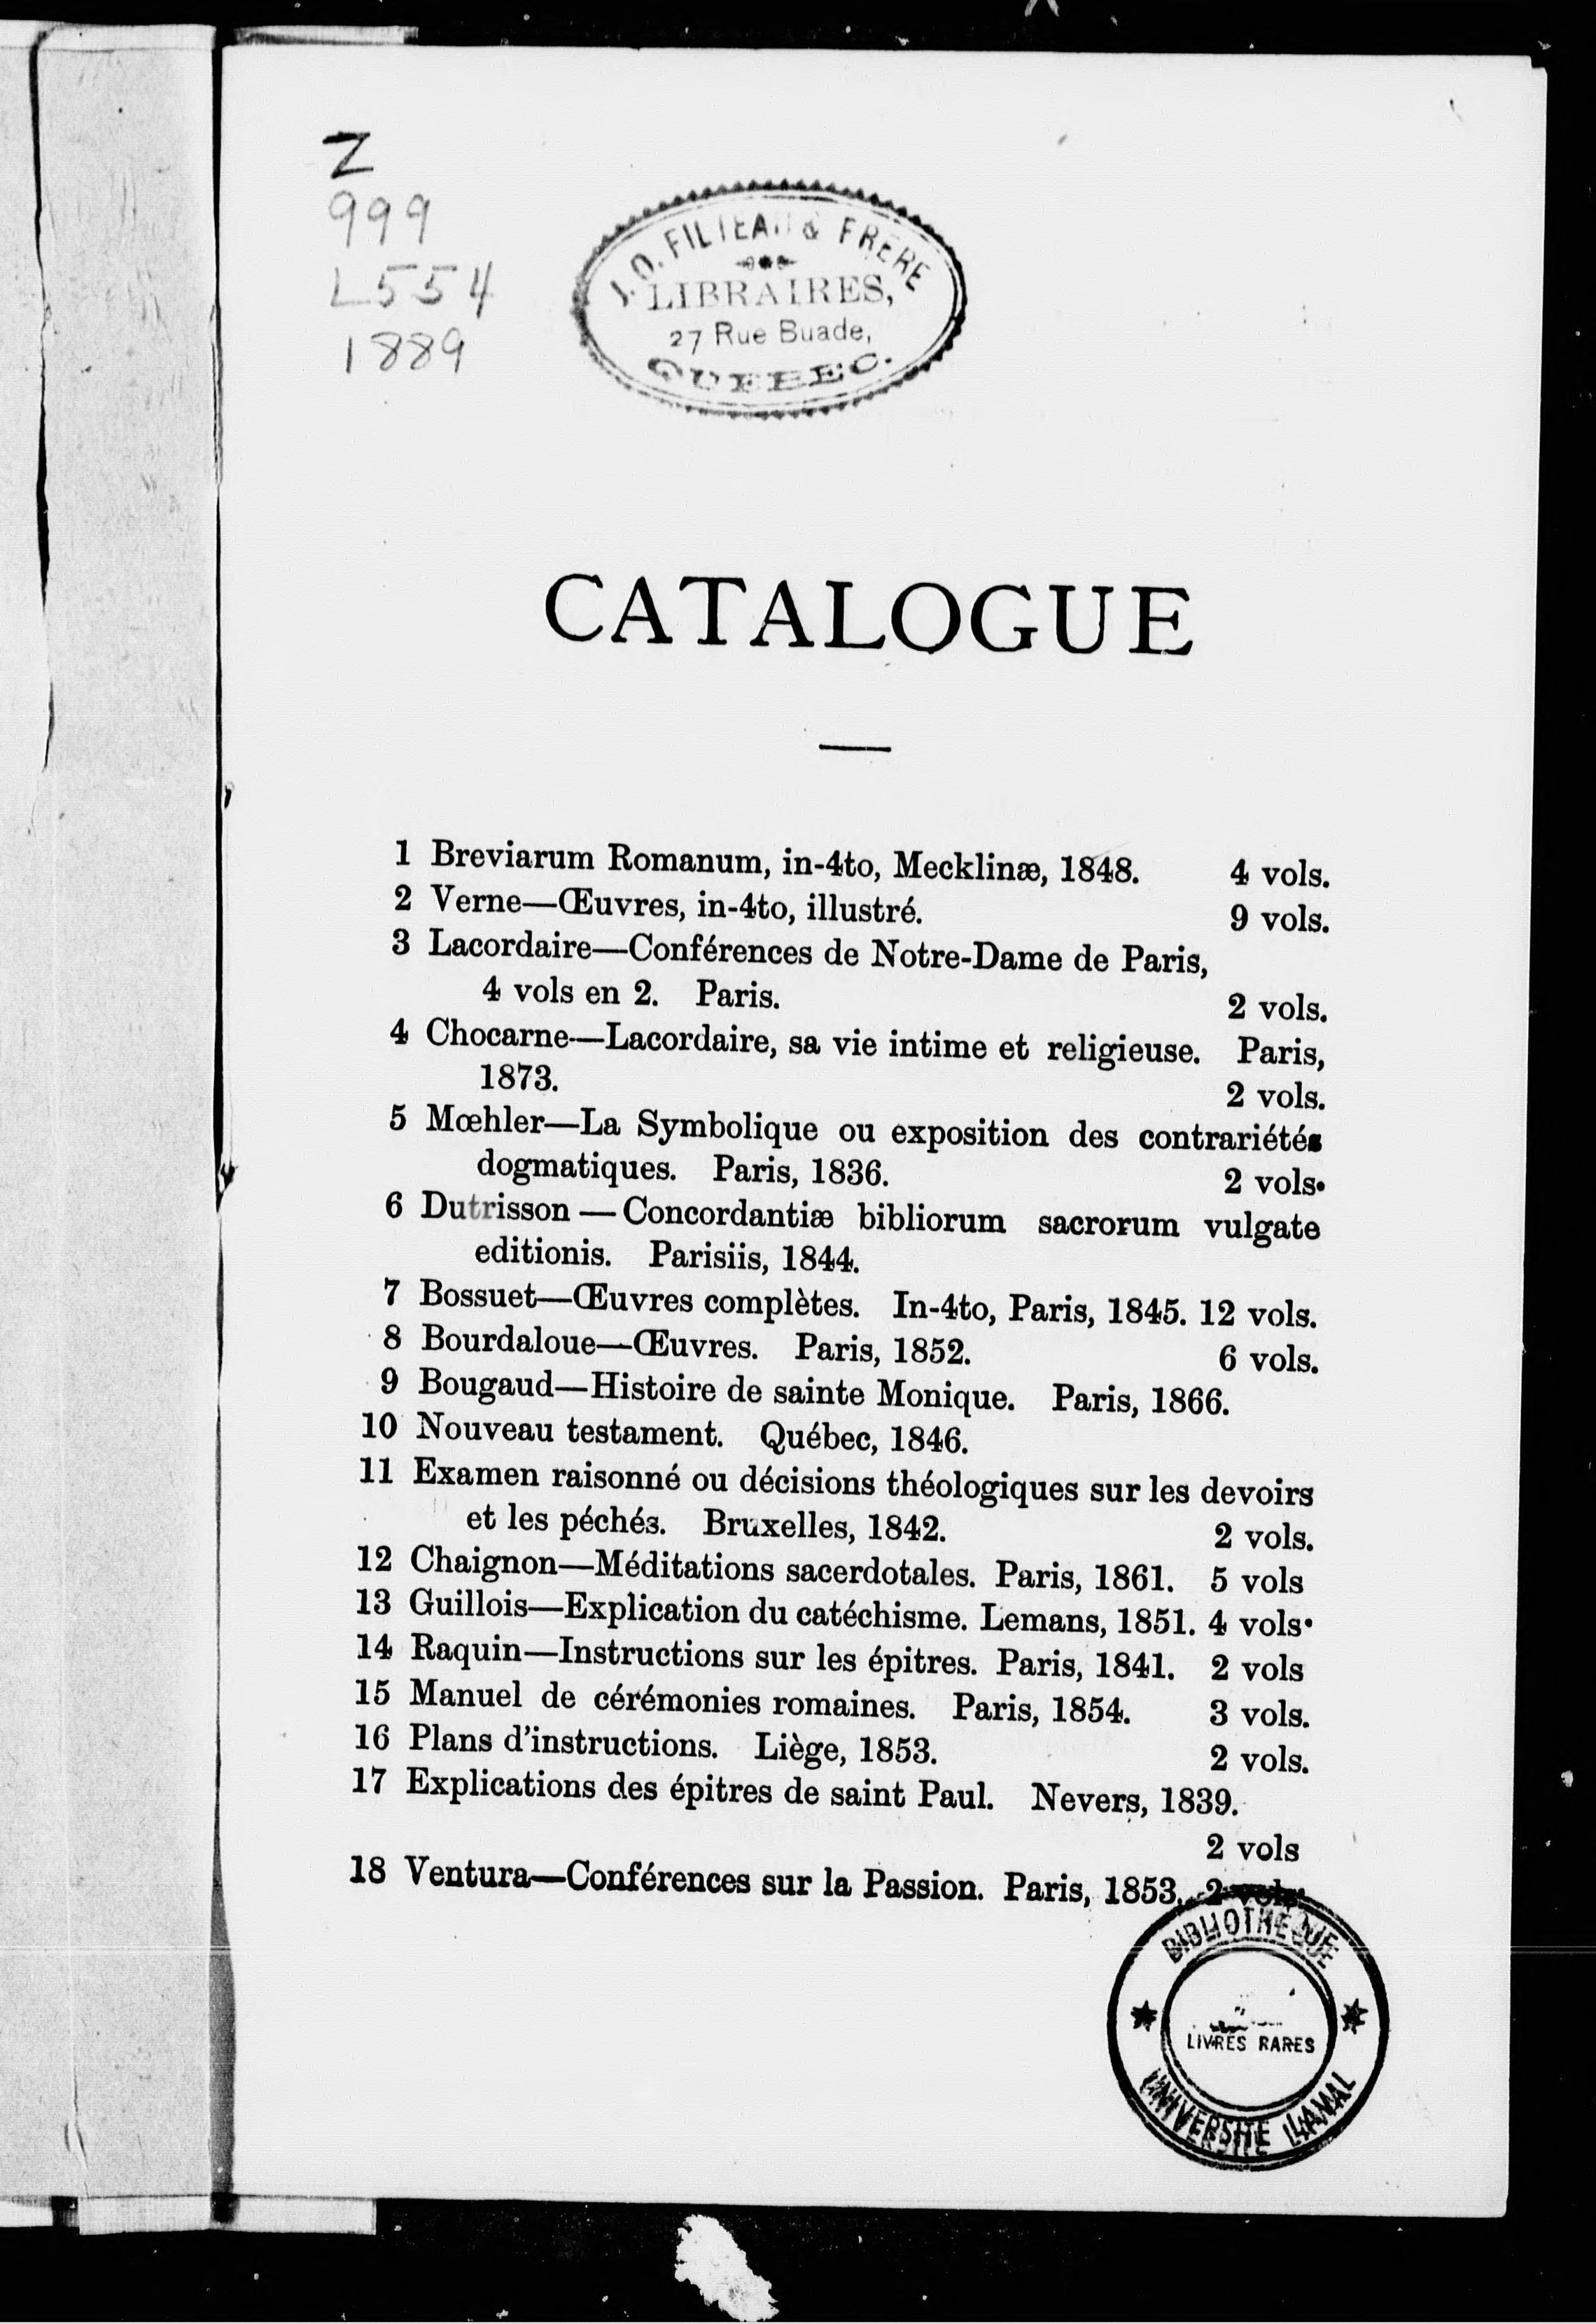 Z
999
L554
1889
J. O. FILTEAU & FRERE
LIBRAIRES,
27 Rue Buade,
QUEBEC.
CATALOGUE
1 Breviarum Romanum, in-4to, Mecklinæ, 1848. 4 vols.
2 Verne—Œuvres, in-4to, illustré. 9 vols.
3 Lacordaire—Conférences de Notre-Dame de Paris,
4 vols en 2. Paris. 2 vols.
4 Chocarne—Lacordaire, sa vie intime et religieuse. Paris,
1873. 2 vols.
5 Mœhler—La Symbolique ou exposition des contrariétés
dogmatiques. Paris, 1836. 2 vols.
6 Dutrisson — Concordantiæ bibliorum sacrorum vulgate
editionis. Parisiis, 1844.
7 Bossuet—Œuvres complètes. In-4to, Paris, 1845. 12 vols.
8 Bourdaloue—Œuvres. Paris, 1852. 6 vols.
9 Bougaud—Histoire de sainte Monique. Paris, 1866.
10 Nouveau testament. Québec, 1846.
11 Examen raisonné ou décisions théologiques sur les devoirs
et les péchés. Bruxelles, 1842. 2 vols.
12 Chaignon—Méditations sacerdotales. Paris, 1861. 5 vols
13 Guillois—Explication du catéchisme. Lemans, 1851. 4 vols.
14 Raquin—Instructions sur les épitres. Paris, 1841. 2 vols
15 Manuel de cérémonies romaines. Paris, 1854. 3 vols.
16 Plans d'instructions. Liège, 1853. 2 vols.
17 Explications des épitres de saint Paul. Nevers, 1839.
2 vols
18 Ventura—Conférences sur la Passion. Paris, 1853. 2 vols.
BIBLIOTHEQUE
LIVRES RARES
UNIVERSITE LAVAL